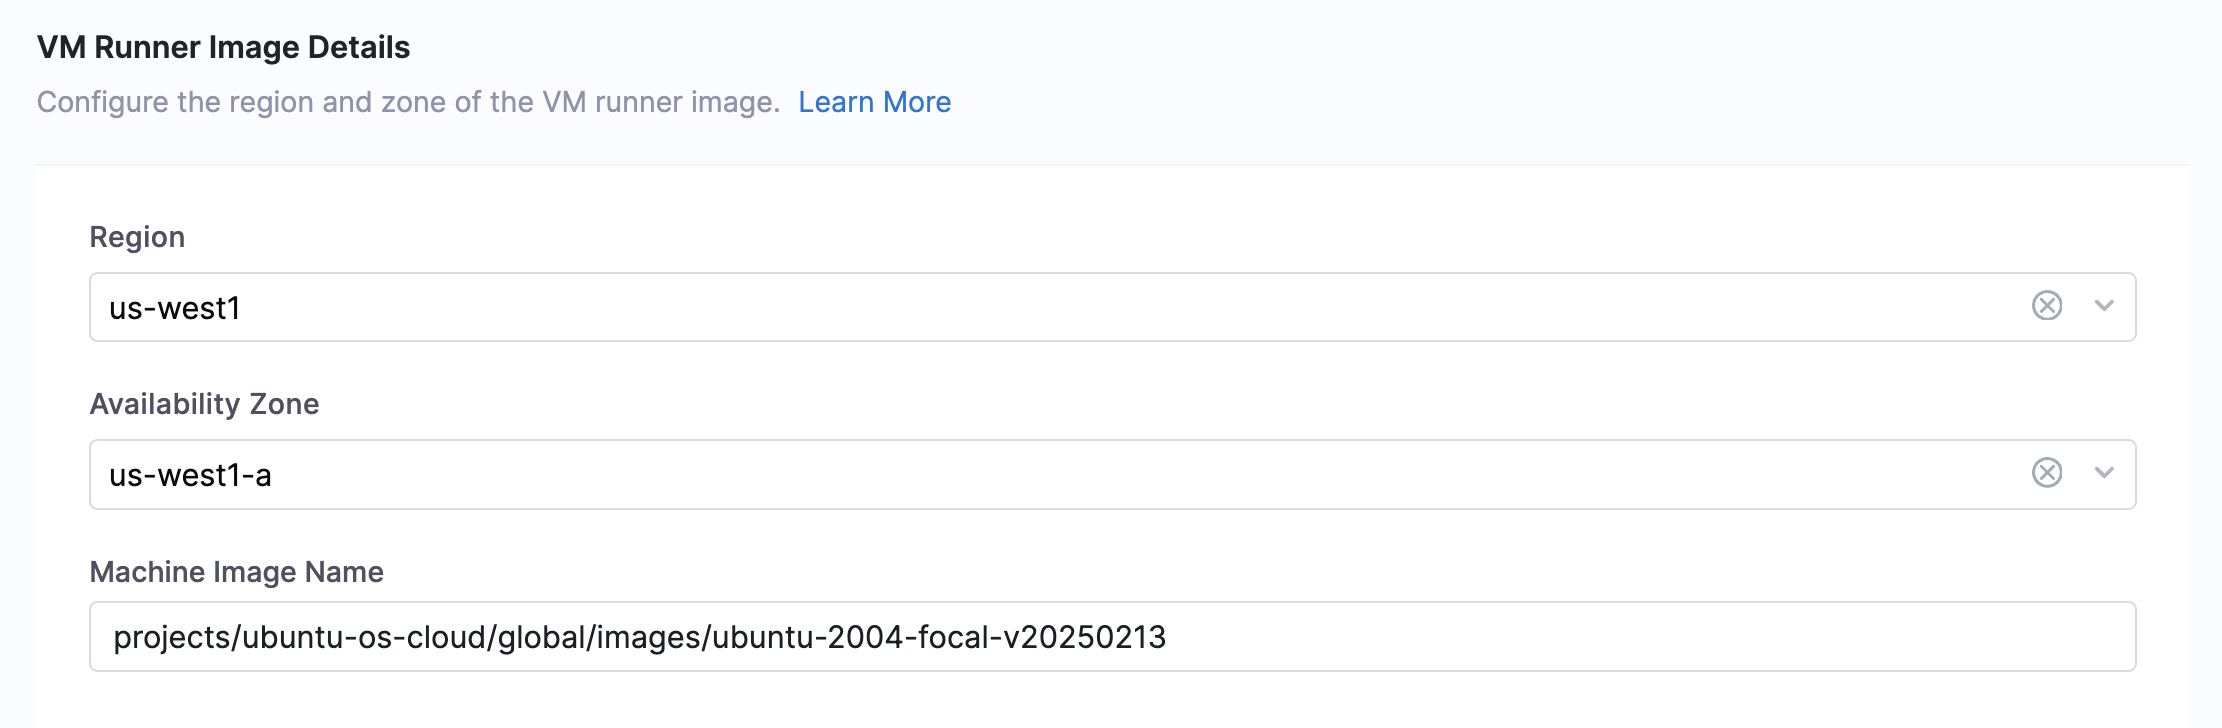 VM Runner Image Details
Configure the region and zone of the VM runner image. Learn More
Region
us-west1
Availability Zone
us-west1-a
Machine Image Name
projects/ubuntu-os-cloud/global/images/ubuntu-2004-focal-v20250213